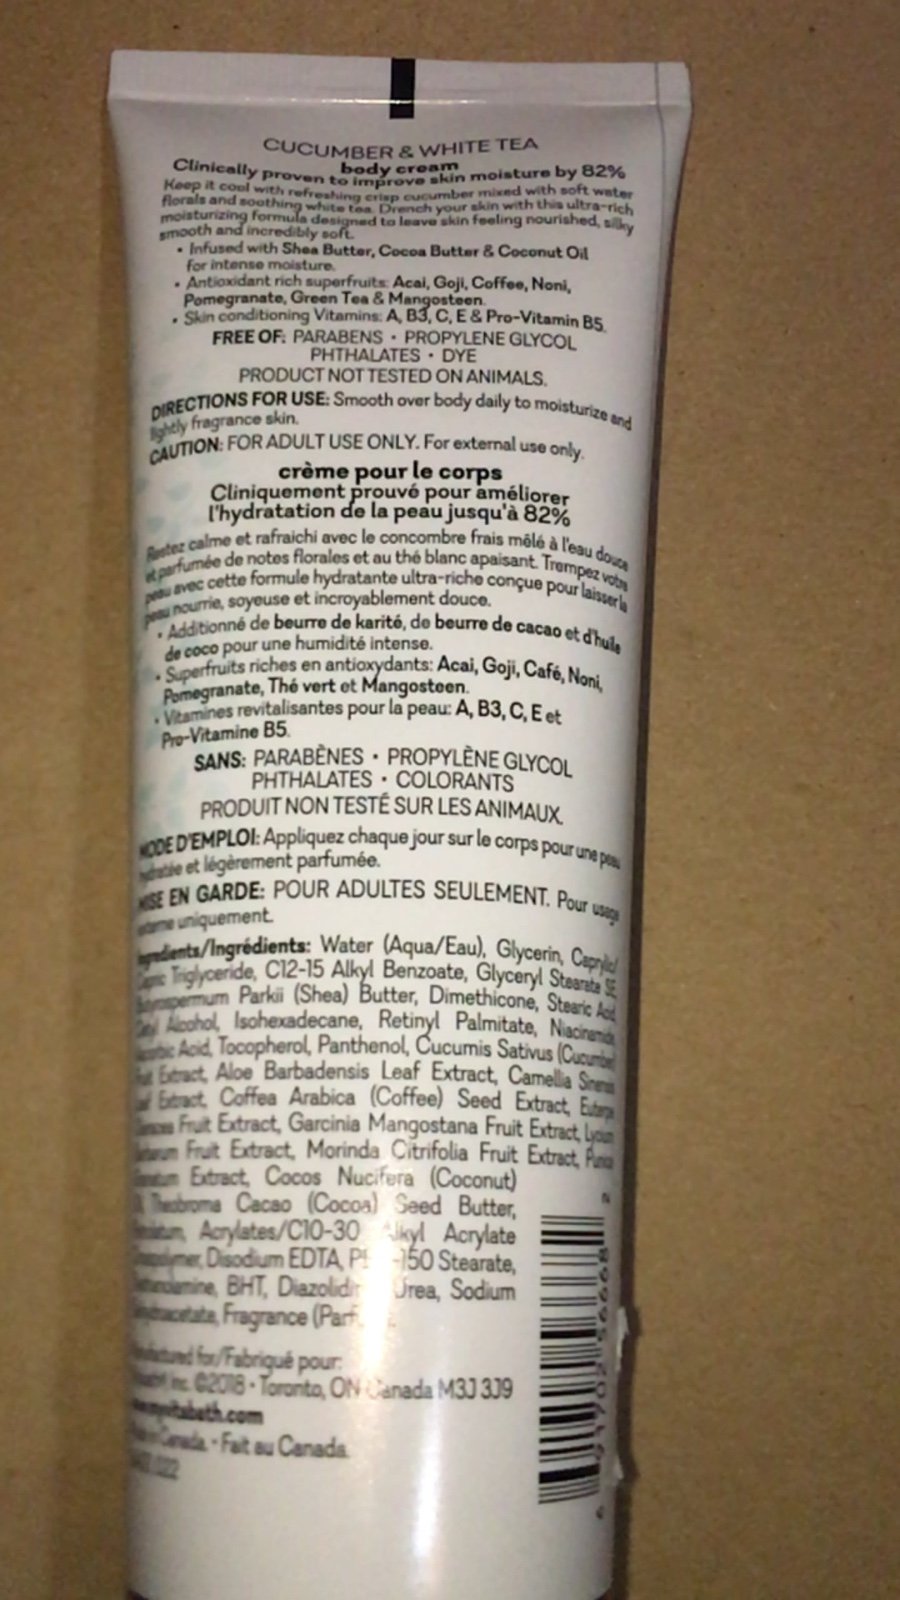 CUCUMBER & WHITE TEA
body cream
Clinically proven to improve skin moisture by 82%
Keep it cool with refreshing crisp cucumber mixed with soft water
florals and soothing white tea. Drench your skin with this ultra-rich
moisturizing formula designed to leave skin feeling nourished, silky
smooth and incredibly soft.
• Infused with Shea Butter, Cocoa Butter & Coconut Oil
for intense moisture.
• Antioxidant rich superfruits: Acai, Goji, Coffee, Noni,
Pomegranate, Green Tea & Mangosteen.
• Skin conditioning Vitamins: A, B3, C, E & Pro-Vitamin B5.
FREE OF: PARABENS • PROPYLENE GLYCOL
PHTHALATES • DYE
PRODUCT NOT TESTED ON ANIMALS.
DIRECTIONS FOR USE: Smooth over body daily to moisturize and
lightly fragrance skin.
CAUTION: FOR ADULT USE ONLY. For external use only.
crème pour le corps
Cliniquement prouvé pour améliorer
l'hydratation de la peau jusqu'à 82%
Restez calme et rafraichi avec le concombre frais mêlé à l'eau douce
et parfumée de notes florales et au thé blanc apaisant. Trempez votre
peau avec cette formule hydratante ultra-riche conçue pour laisser la
peau nourrie, soyeuse et incroyablement douce.
• Additionné de beurre de karité, de beurre de cacao et d'huile
de coco pour une humidité intense.
• Superfruits riches en antioxydants: Acai, Goji, Café, Noni,
Pomegranate, Thé vert et Mangosteen.
• Vitamines revitalisantes pour la peau: A, B3, C, E et
Pro-Vitamine B5.
SANS: PARABÈNES • PROPYLÈNE GLYCOL
PHTHALATES • COLORANTS
PRODUIT NON TESTÉ SUR LES ANIMAUX.
MODE D'EMPLOI: Appliquez chaque jour sur le corps pour une peau
hydratée et légèrement parfumée.
MISE EN GARDE: POUR ADULTES SEULEMENT. Pour usage
externe uniquement.
Ingredients/Ingrédients: Water (Aqua/Eau), Glycerin, Caprylic/
Capric Triglyceride, C12-15 Alkyl Benzoate, Glyceryl Stearate SE,
Butyrospermum Parkii (Shea) Butter, Dimethicone, Stearic Acid,
Cetyl Alcohol, Isohexadecane, Retinyl Palmitate, Niacinamide,
Ascorbic Acid, Tocopherol, Panthenol, Cucumis Sativus (Cucumber)
Fruit Extract, Aloe Barbadensis Leaf Extract, Camellia Sinensis
Leaf Extract, Coffea Arabica (Coffee) Seed Extract, Euterpe
Oleracea Fruit Extract, Garcinia Mangostana Fruit Extract, Lycium
Barbarum Fruit Extract, Morinda Citrifolia Fruit Extract, Punica
Granatum Extract, Cocos Nucifera (Coconut)
Theobroma Cacao (Cocoa) Seed Butter,
Acrylates/C10-30 Alkyl Acrylate
Disodium EDTA, Stearate,
BHT, Urea, Sodium
Fragrance
for/Fabriqué pour:
inc. ©2018 • Toronto, ON Canada M3J 3J9
Canada. • Fait au Canada.